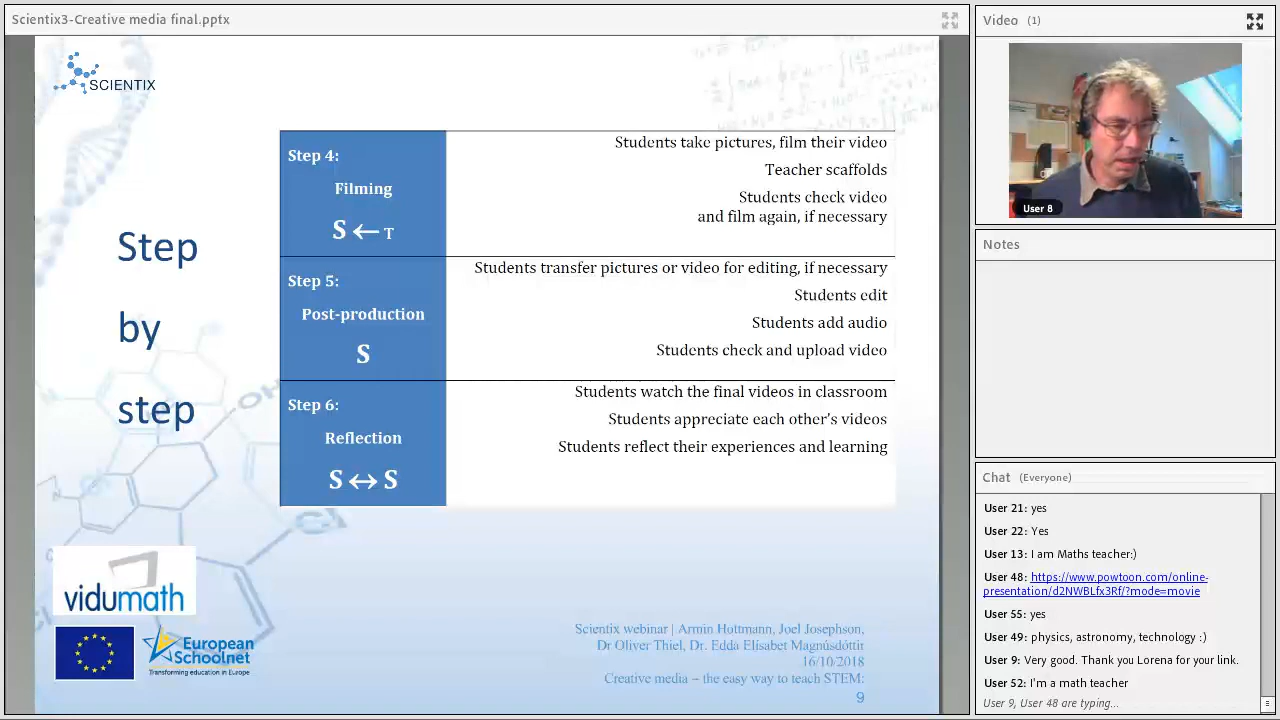 Scientix3-Creative media final.pptx
SCIENTIX
Step
by
step
Step 4:
Filming
S ← T
Students take pictures, film their video
Teacher scaffolds
Students check video
and film again, if necessary
Step 5:
Post-production
S
Students transfer pictures or video for editing, if necessary
Students edit
Students add audio
Students check and upload video
Step 6:
Reflection
S ↔ S
Students watch the final videos in classroom
Students appreciate each other’s videos
Students reflect their experiences and learning
OH
vidumath
European
Schoolnet
Transforming education in Europe
Scientix webinar | Armin Hottmann, Joel Josephson,
Dr Oliver Thiel, Dr. Edda Elísabet Magnúsdóttir
16/10/2018
Creative media – the easy way to teach STEM:
9
Video (1)
User 8
Notes
Chat (Everyone)
User 21: yes
User 22: Yes
User 13: I am Maths teacher:)
User 48: https://www.powtoon.com/online-
presentation/d2NWBLfx3Rf/?mode=movie
User 55: yes
User 49: physics, astronomy, technology :)
User 9: Very good. Thank you Lorena for your link.
User 52: I'm a math teacher
User 9, User 48 are typing...